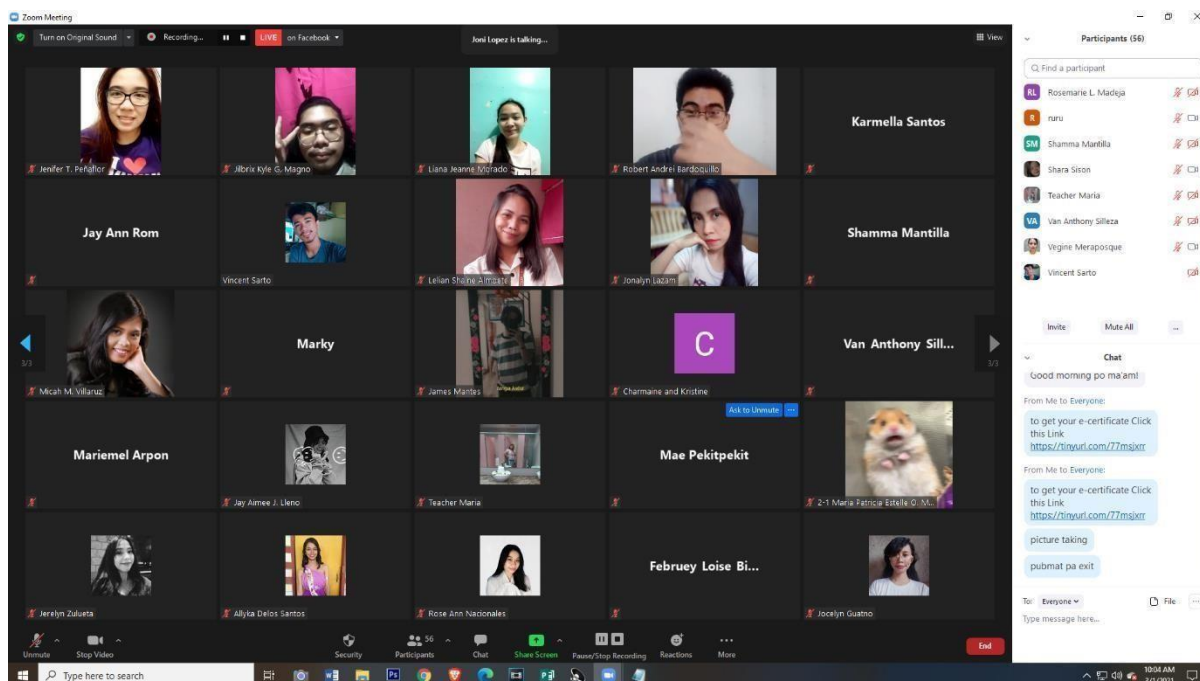 Zoom Meeting
Turn on Original Sound
Recording...
LIVE
on Facebook
Joni Lopez is talking...
View
Jenifer T. Peñaflor
Jilbrix Kyle G. Magno
Liana Jeanne Morado
Robert Andrei Bardoquillo
Karmella Santos
Jay Ann Rom
Vincent Sarto
Lelian Shaine Almonte
Jonalyn Lazam
Shamma Mantilla
Micah M. Villaruz
3/3
Marky
James Mantes
C
Charmaine and Kristine
Van Anthony Sill...
3/3
Mariemel Arpon
Jay Aimee J. Lleno
Teacher Maria
Ask to Unmute
Mae Pekitpekit
2-1 Maria Patricia Estelle O. M...
Jerelyn Zulueta
Allyka Delos Santos
Rose Ann Nacionales
Februey Loise Bi...
Jocelyn Guatno
Unmute
Stop Video
Security
56
Participants
Chat
Share Screen
Pause/Stop Recording
Reactions
More
End
Participants (56)
Find a participant
RL Rosemarie L. Madeja
R ruru
SM Shamma Mantilla
Shara Sison
Teacher Maria
VA Van Anthony Silleza
Vegine Meraposque
Vincent Sarto
Invite
Mute All
...
Chat
Good morning po ma'am!
From Me to Everyone:
to get your e-certificate Click
this Link
https://tinyurl.com/77msjxrr
From Me to Everyone:
to get your e-certificate Click
this Link
https://tinyurl.com/77msjxrr
picture taking
pubmat pa exit
To: Everyone
File
...
Type message here...
Type here to search
10:04 AM